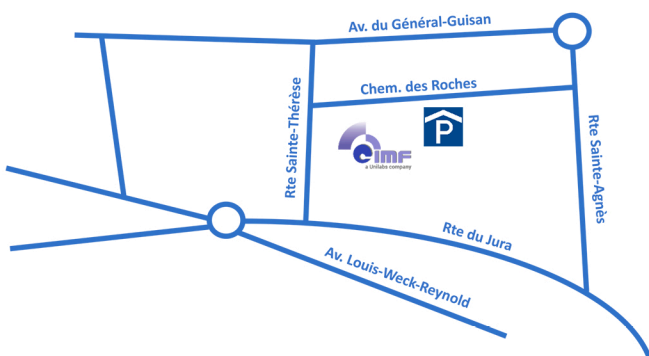 Av. du Général-Guisan
Chem. des Roches
Rte Sainte-Thérèse
P
cimf
a Unilabs company
Rte Sainte-Agnès
Rte du Jura
Av. Louis-Weck-Reynold